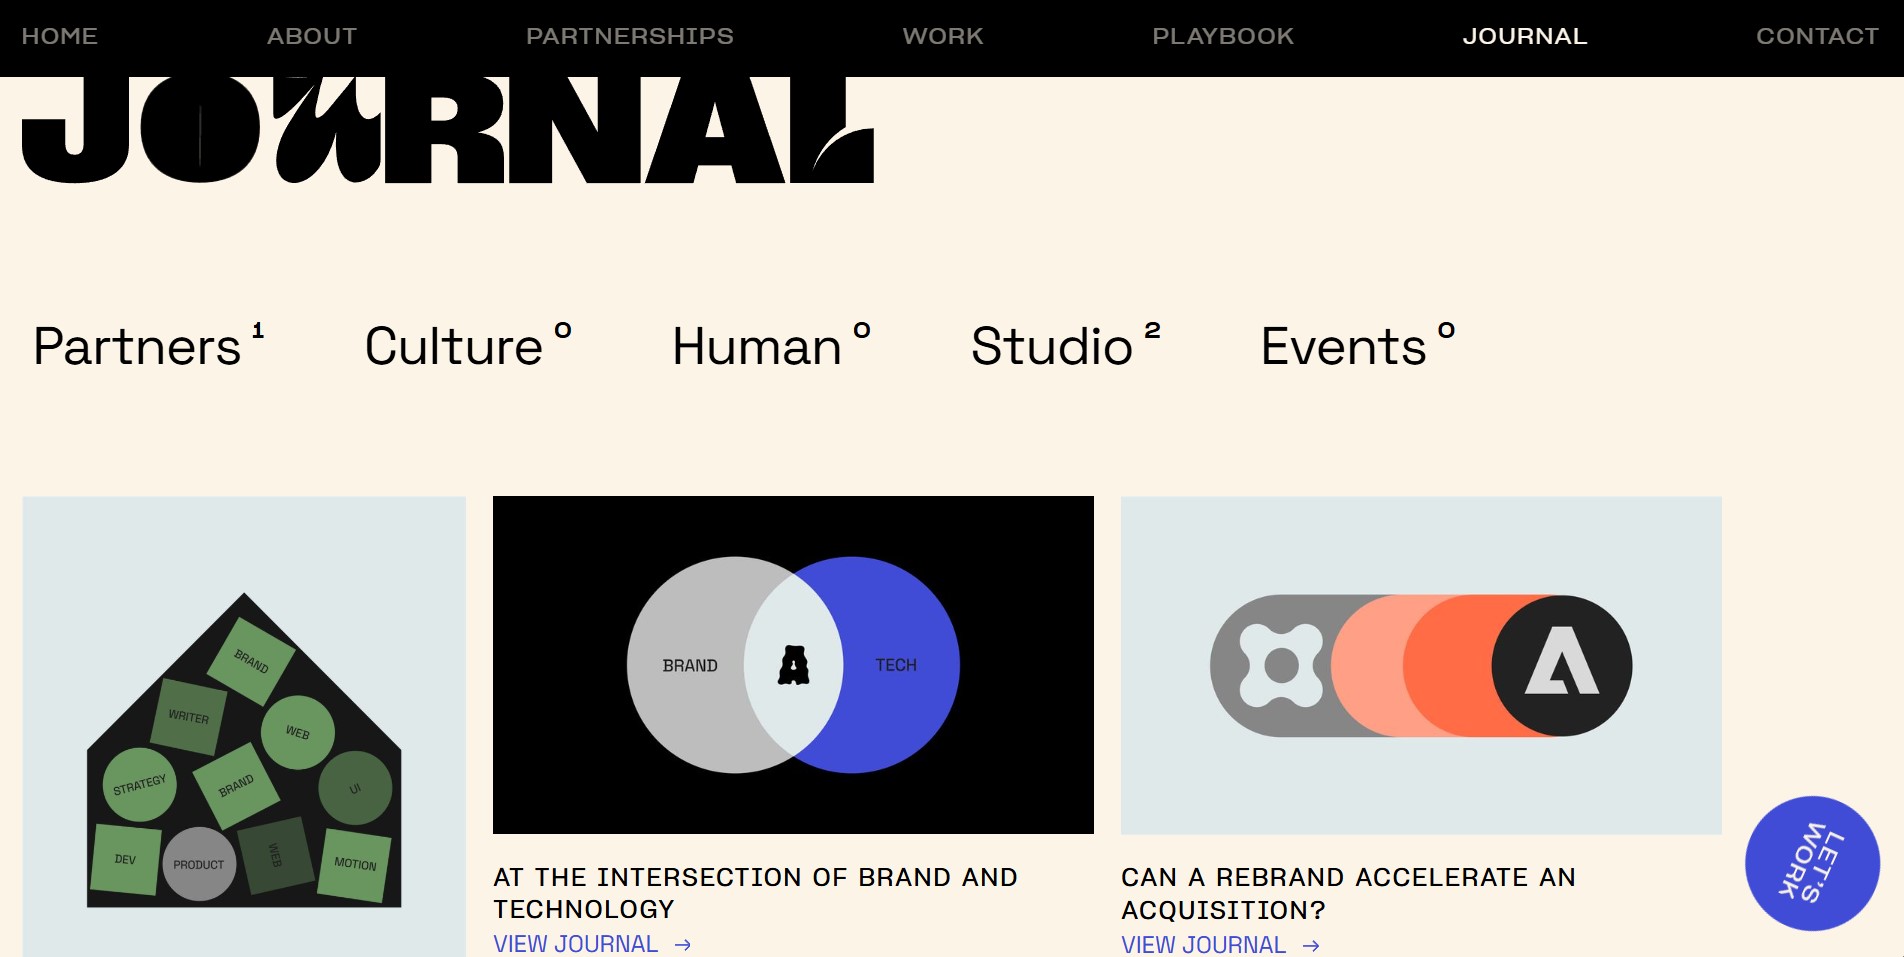 HOME ABOUT PARTNERSHIPS WORK PLAYBOOK JOURNAL CONTACT
JOURNAL
Partners 1 Culture 0 Human 0 Studio 2 Events 0
BRAND
WRITER
WEB
STRATEGY
BRAND
UI
DEV
PRODUCT
WEB
MOTION
BRAND
A
TECH
AT THE INTERSECTION OF BRAND AND
TECHNOLOGY
VIEW JOURNAL →
CAN A REBRAND ACCELERATE AN
ACQUISITION?
VIEW JOURNAL →
LET'S
WORK